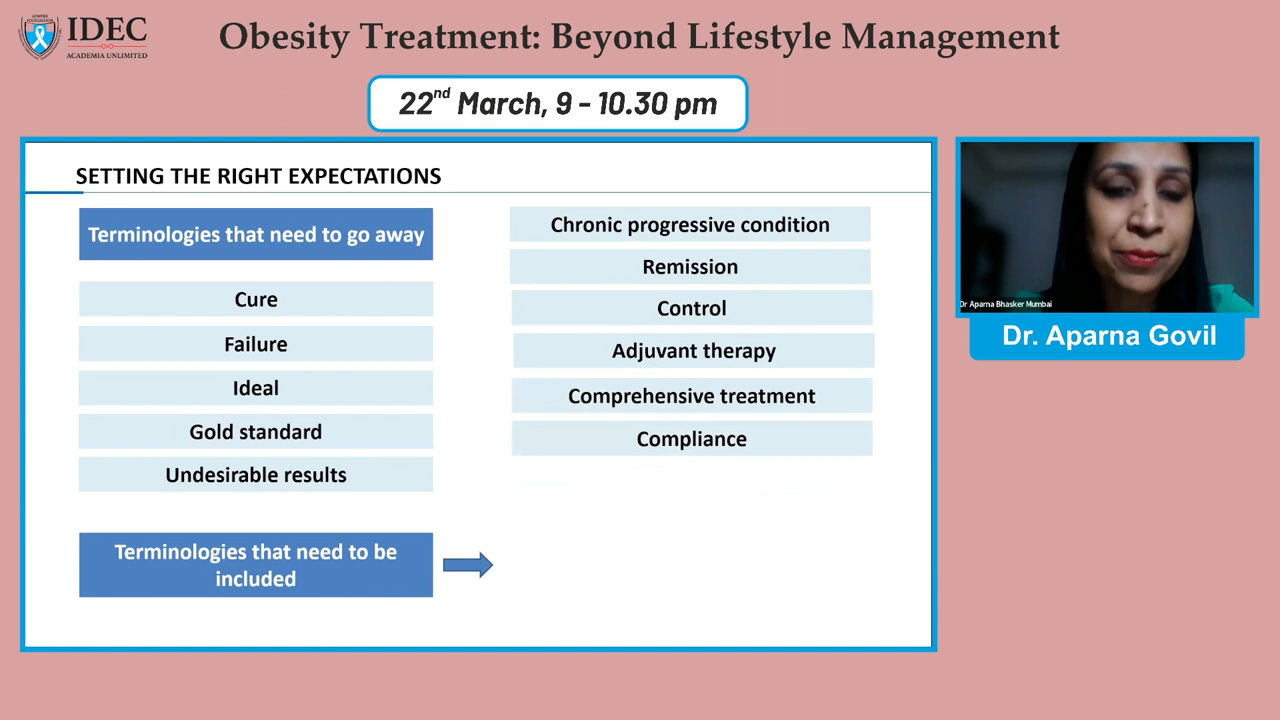 IDEC
ACADEMIA UNLIMITED
Obesity Treatment: Beyond Lifestyle Management
22nd March, 9 - 10.30 pm
SETTING THE RIGHT EXPECTATIONS
Terminologies that need to go away
Cure
Failure
Ideal
Gold standard
Undesirable results
Terminologies that need to be
included
Chronic progressive condition
Remission
Control
Adjuvant therapy
Comprehensive treatment
Compliance
Dr Aparna Bhasker Mumbai
Dr. Aparna Govil